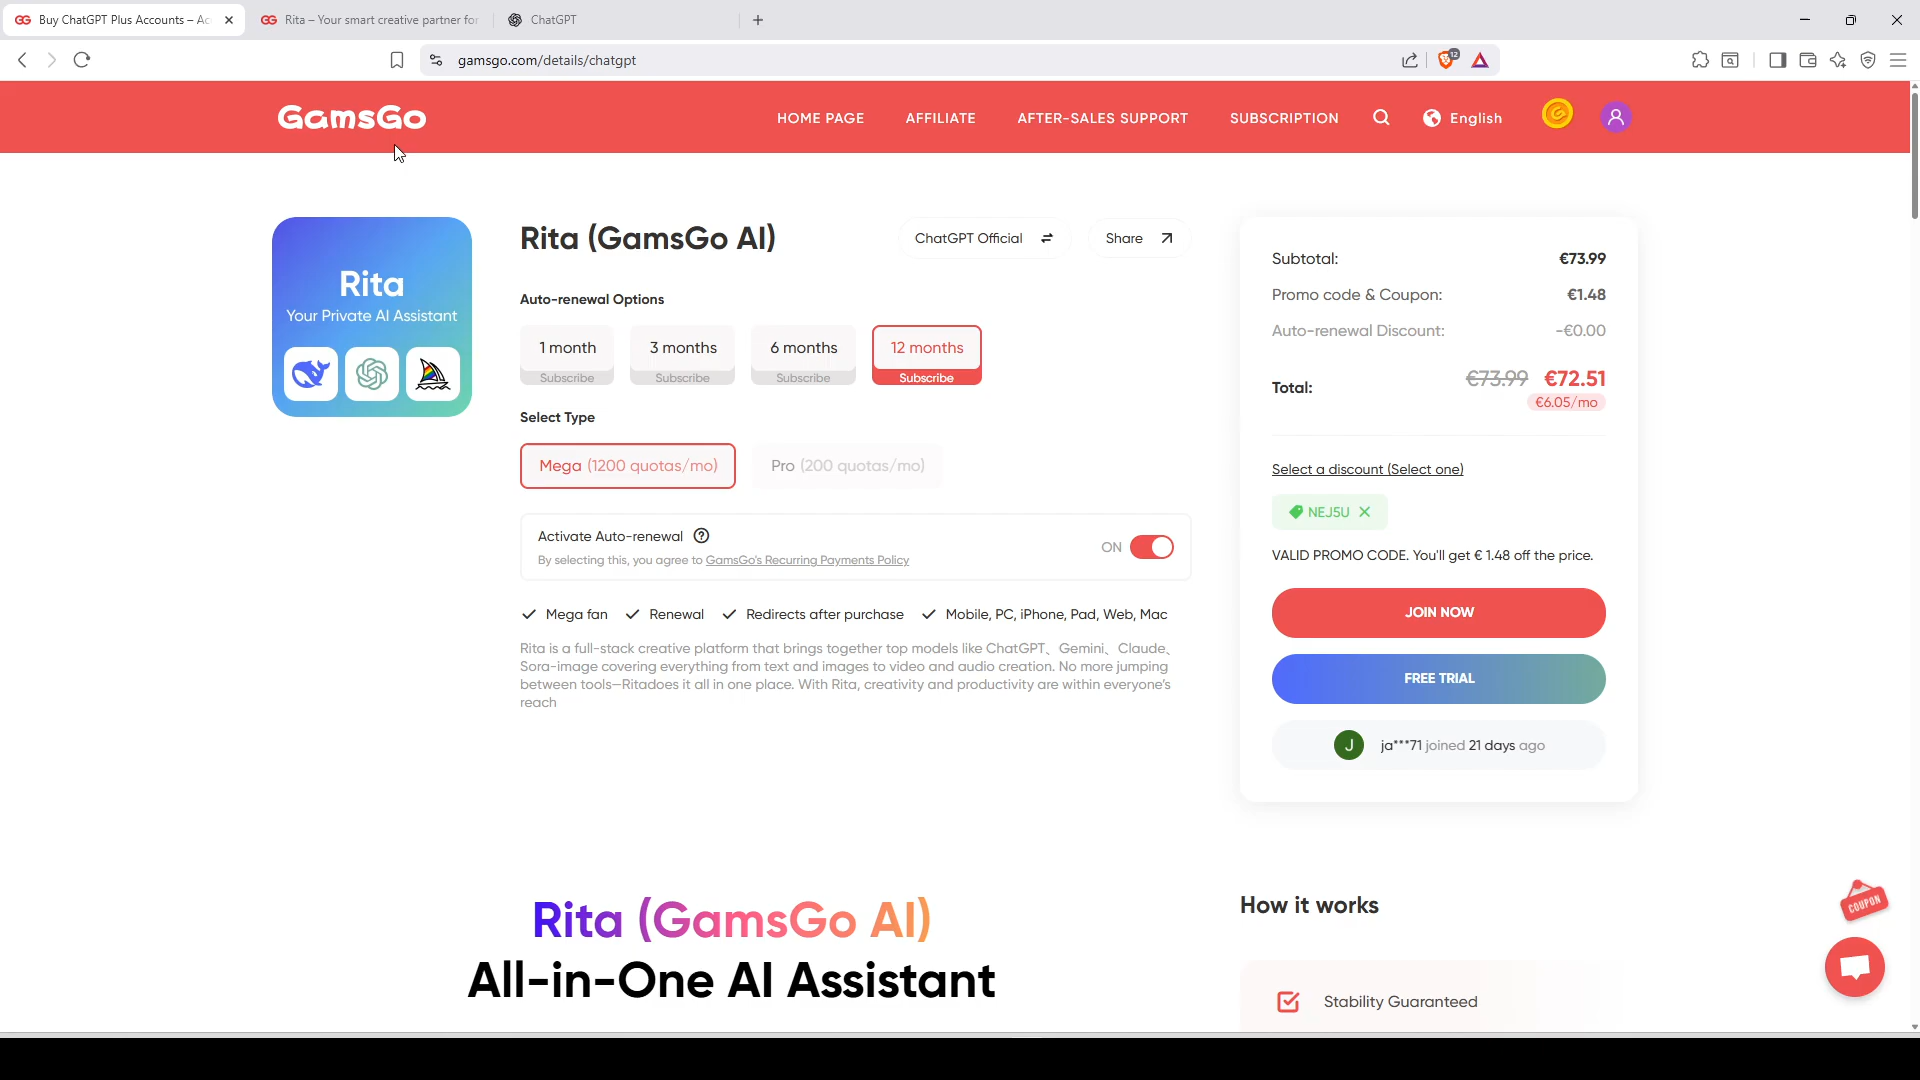 Buy ChatGPT Plus Accounts – Ac
Rita – Your smart creative partner for
ChatGPT
gamsgo.com/details/chatgpt
12
GamsGo
HOME PAGE
AFFILIATE
AFTER-SALES SUPPORT
SUBSCRIPTION
English
Rita
Your Private AI Assistant
Rita (GamsGo AI)
ChatGPT Official
Share
Auto-renewal Options
1 month
3 months
6 months
12 months
Subscribe
Subscribe
Subscribe
Subscribe
Select Type
Mega (1200 quotas/mo)
Pro (200 quotas/mo)
Activate Auto-renewal
By selecting this, you agree to GamsGo's Recurring Payments Policy
ON
Mega fan
Renewal
Redirects after purchase
Mobile, PC, iPhone, Pad, Web, Mac
Rita is a full-stack creative platform that brings together top models like ChatGPT、Gemini、Claude、
Sora-image covering everything from text and images to video and audio creation. No more jumping
between tools—Ritadoes it all in one place. With Rita, creativity and productivity are within everyone's
reach
Subtotal: €73.99
Promo code & Coupon: €1.48
Auto-renewal Discount: -€0.00
Total: €73.99 €72.51
€6.05/mo
Select a discount (Select one)
NEJ5U
VALID PROMO CODE. You'll get € 1.48 off the price.
JOIN NOW
FREE TRIAL
J ja***71 joined 21 days ago
Rita (GamsGo AI)
All-in-One AI Assistant
How it works
Stability Guaranteed
COUPON